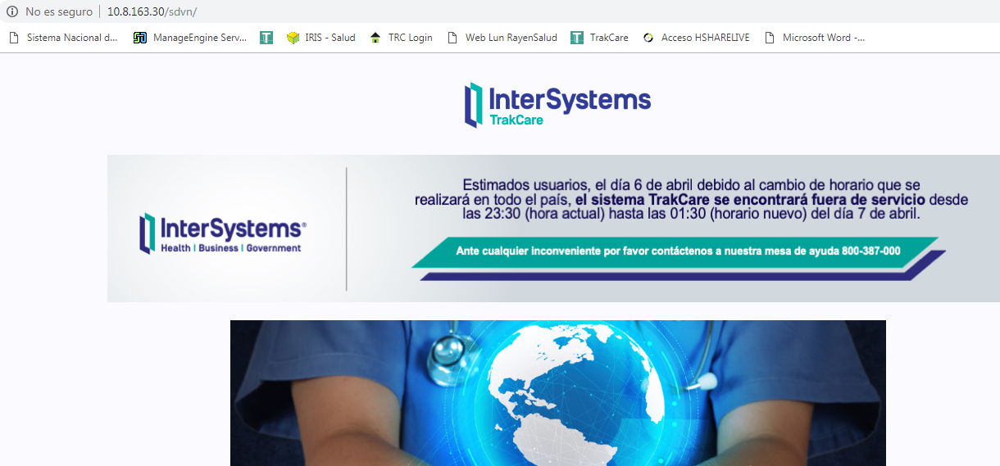 No es seguro | 10.8.163.30/sdvn/
Sistema Nacional d... ManageEngine Serv... IRIS - Salud TRC Login Web Lun RayenSalud TrakCare Acceso HSHARELIVE Microsoft Word -...
InterSystems
TrakCare
Estimados usuarios, el día 6 de abril debido al cambio de horario que se
realizará en todo el país, el sistema TrakCare se encontrará fuera de servicio desde
las 23:30 (hora actual) hasta las 01:30 (horario nuevo) del día 7 de abril.
InterSystems®
Health | Business | Government
Ante cualquier inconveniente por favor contáctenos a nuestra mesa de ayuda 800-387-000